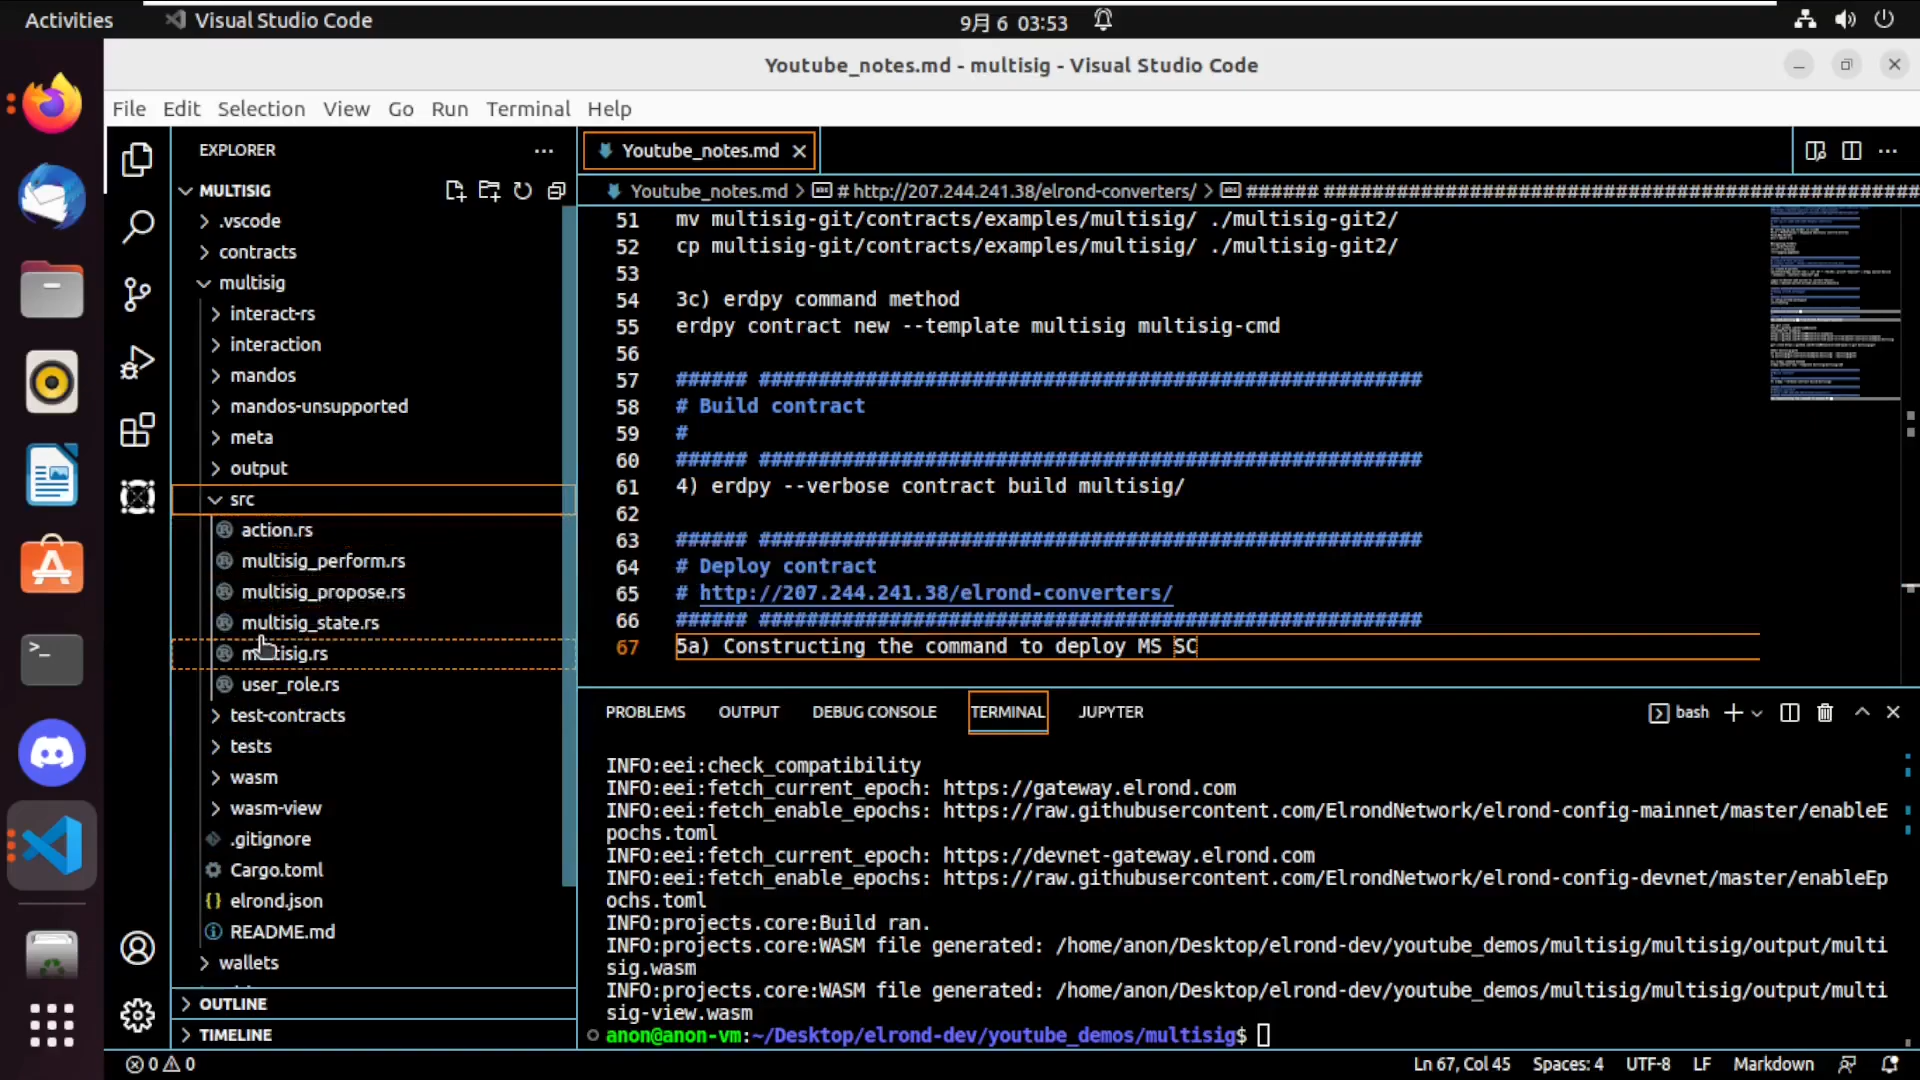 Activities
Visual Studio Code
9月 6 03:53
Youtube_notes.md - multisig - Visual Studio Code
File Edit Selection View Go Run Terminal Help
EXPLORER
MULTISIG
.vscode
contracts
multisig
interact-rs
interaction
mandos
mandos-unsupported
meta
output
src
action.rs
multisig_perform.rs
multisig_propose.rs
multisig_state.rs
multisig.rs
user_role.rs
test-contracts
tests
wasm
wasm-view
.gitignore
Cargo.toml
elrond.json
README.md
wallets
OUTLINE
TIMELINE
Youtube_notes.md
Youtube_notes.md > # http://207.244.241.38/elrond-converters/ >
51 mv multisig-git/contracts/examples/multisig/ ./multisig-git2/
52 cp multisig-git/contracts/examples/multisig/ ./multisig-git2/
53
54 3c) erdpy command method
55 erdpy contract new --template multisig multisig-cmd
56
57 ###### ########################################################
58 # Build contract
59 #
60 ###### ########################################################
61 4) erdpy --verbose contract build multisig/
62
63 ###### ########################################################
64 # Deploy contract
65 # http://207.244.241.38/elrond-converters/
66 ###### ########################################################
67 5a) Constructing the command to deploy MS SC
PROBLEMS OUTPUT DEBUG CONSOLE TERMINAL JUPYTER
bash
INFO:eei:check_compatibility
INFO:eei:fetch_current_epoch: https://gateway.elrond.com
INFO:eei:fetch_enable_epochs: https://raw.githubusercontent.com/ElrondNetwork/elrond-config-mainnet/master/enableE
pochs.toml
INFO:eei:fetch_current_epoch: https://devnet-gateway.elrond.com
INFO:eei:fetch_enable_epochs: https://raw.githubusercontent.com/ElrondNetwork/elrond-config-devnet/master/enableEp
ochs.toml
INFO:projects.core:Build ran.
INFO:projects.core:WASM file generated: /home/anon/Desktop/elrond-dev/youtube_demos/multisig/multisig/output/multi
sig.wasm
INFO:projects.core:WASM file generated: /home/anon/Desktop/elrond-dev/youtube_demos/multisig/multisig/output/multi
sig-view.wasm
anon@anon-vm:~/Desktop/elrond-dev/youtube_demos/multisig$
0 0
Ln 67, Col 45 Spaces: 4 UTF-8 LF Markdown